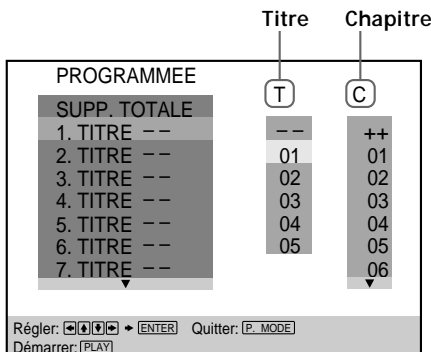 Titre Chapitre
PROGRAMMEE
T C
SUPP. TOTALE
1. TITRE −− −− ++
2. TITRE −− 01 01
3. TITRE −− 02 02
4. TITRE −− 03 03
5. TITRE −− 04 04
6. TITRE −− 05 05
7. TITRE −− 06
Régler: ENTER Quitter: P. MODE
Démarrer: PLAY